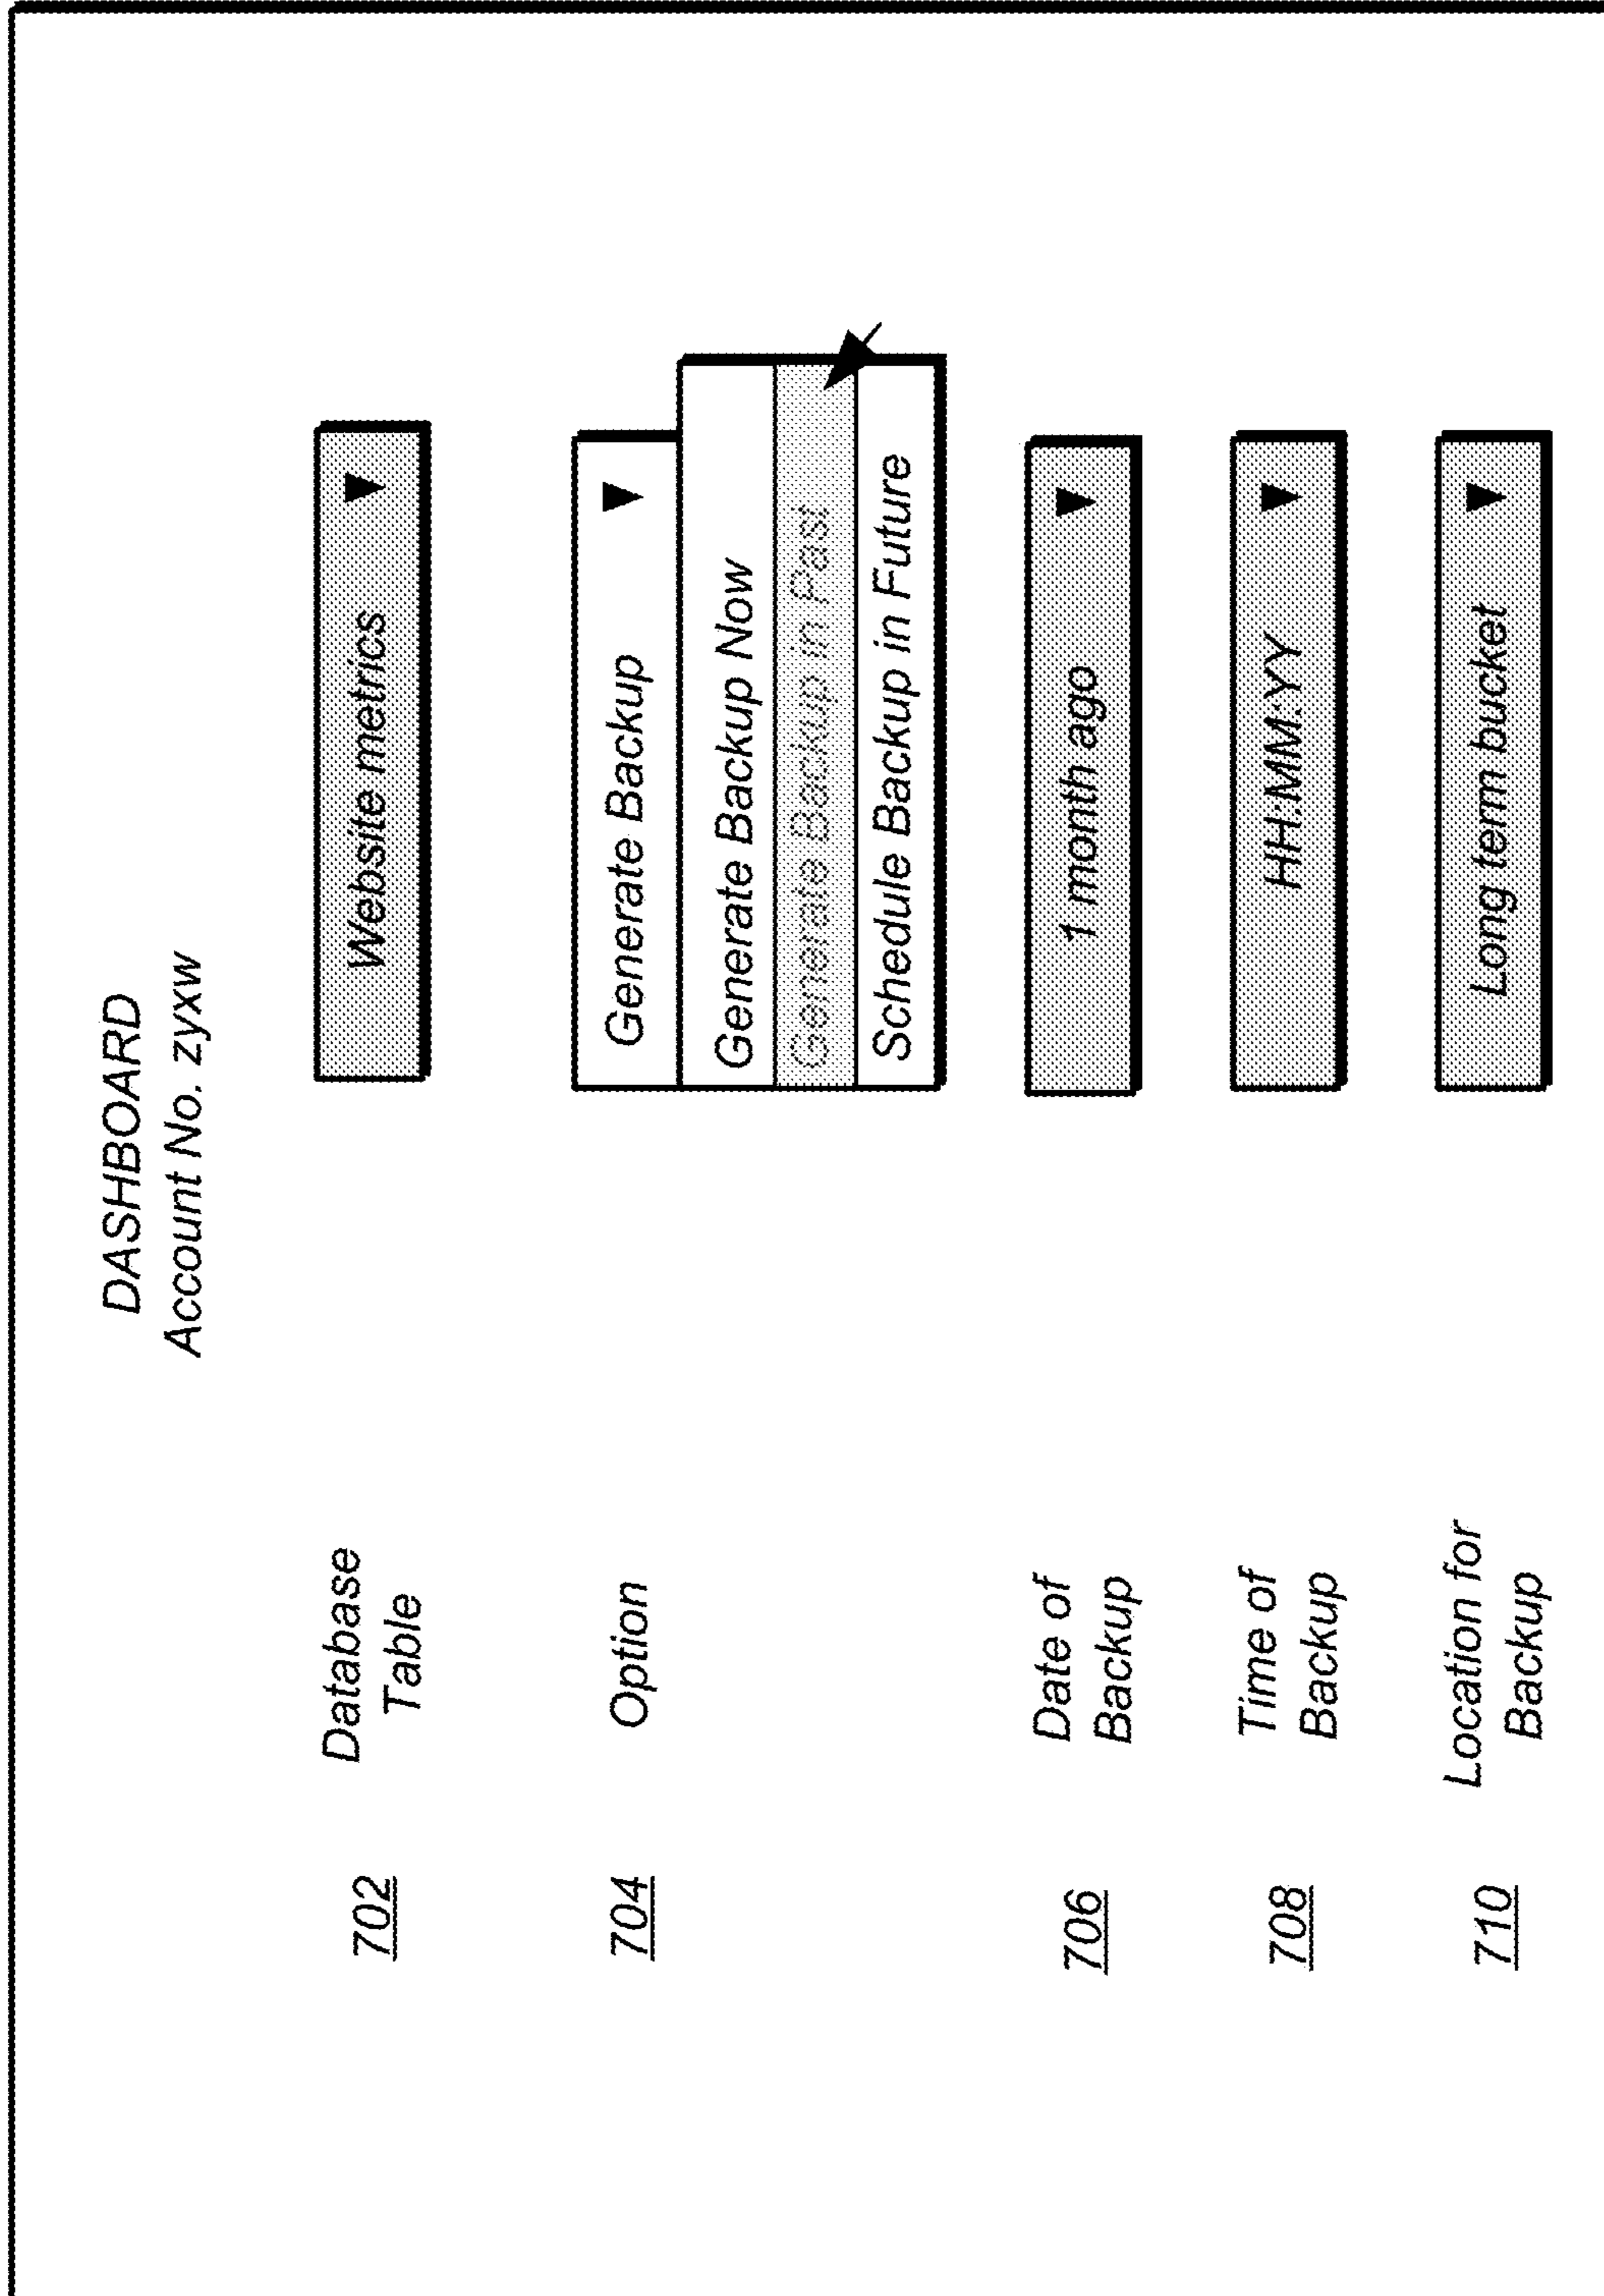 DASHBOARD
Account No. zyxw
702
Database
Table
Website metrics
704
Option
Generate Backup
Generate Backup Now
Generate Backup in Past
Schedule Backup in Future
706
Date of
Backup
1 month ago
708
Time of
Backup
HH:MM:YY
710
Location for
Backup
Long term bucket